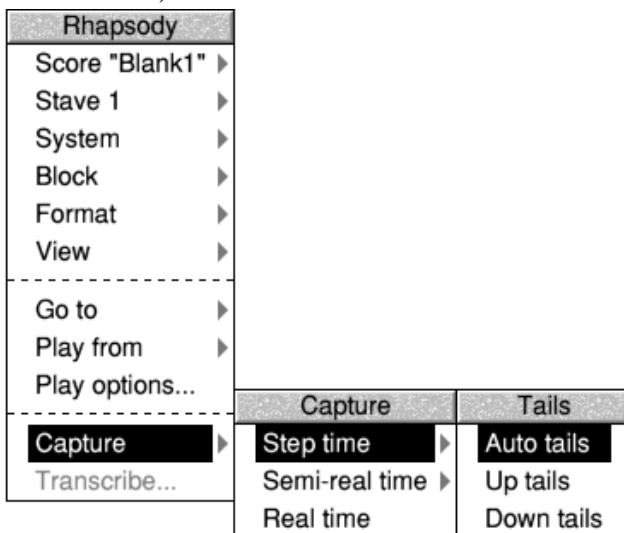 Rhapsody
Score "Blank1"
Stave 1
System
Block
Format
View
Go to
Play from
Play options...
Capture
Transcribe...
Capture
Step time
Semi-real time
Real time
Tails
Auto tails
Up tails
Down tails